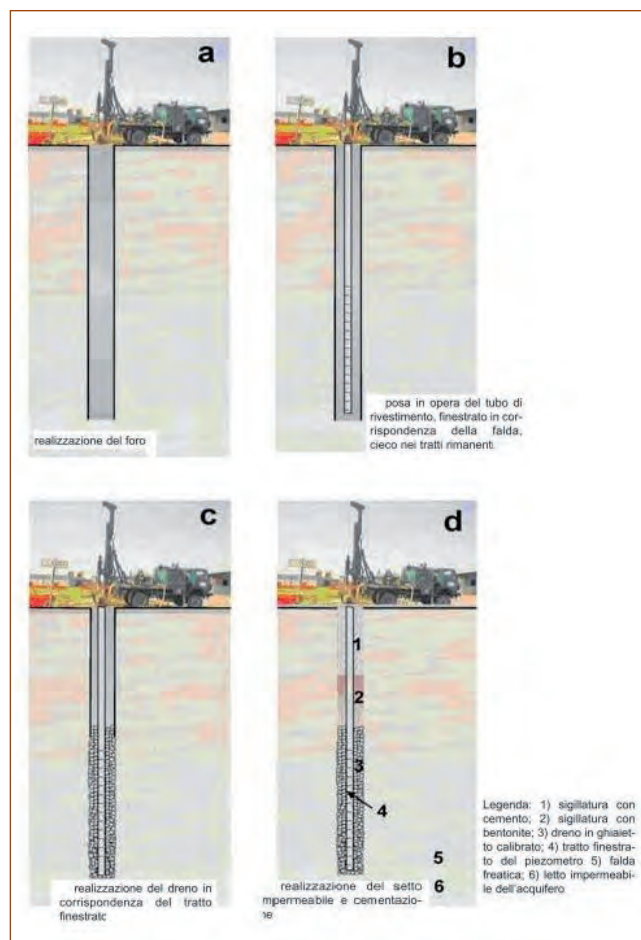 a
b
realizzazione del foro
posa in opera del tubo di
rivestimento, finestrato in cor-
rispondenza della falda,
cieco nei tratti rimanenti.
c
d
1
2
3
4
5
6
realizzazione del dreno in
corrispondenza del tratto
finestratc
realizzazione del setto
mpermeabile e cementazio-
ne
Legenda: 1) sigillatura con
cemento; 2) sigillatura con
bentonite; 3) dreno in ghiaiet-
to calibrato; 4) tratto finestra-
to del piezometro 5) falda
freatica; 6) letto impermeabi-
le dell'acquifero